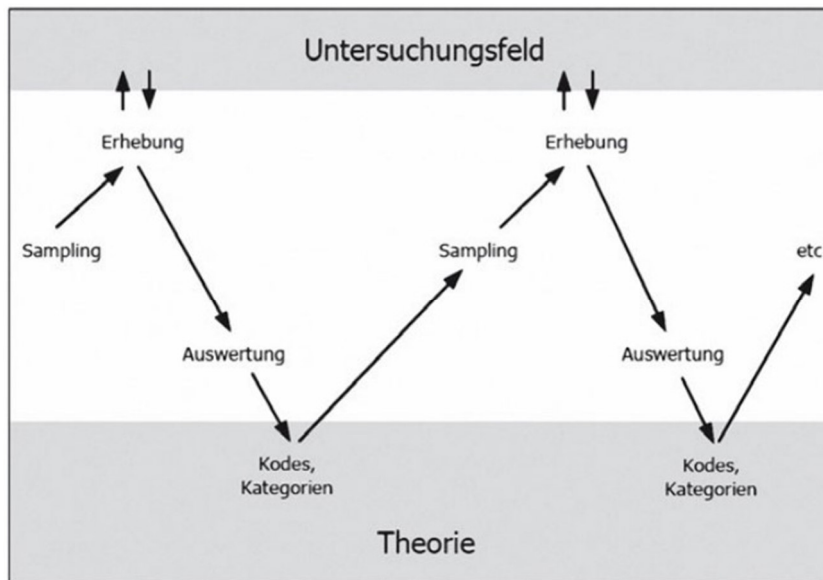 Untersuchungsfeld
Erhebung
Erhebung
Sampling
Sampling
etc
Auswertung
Auswertung
Kodes,
Kategorien
Kodes,
Kategorien
Theorie